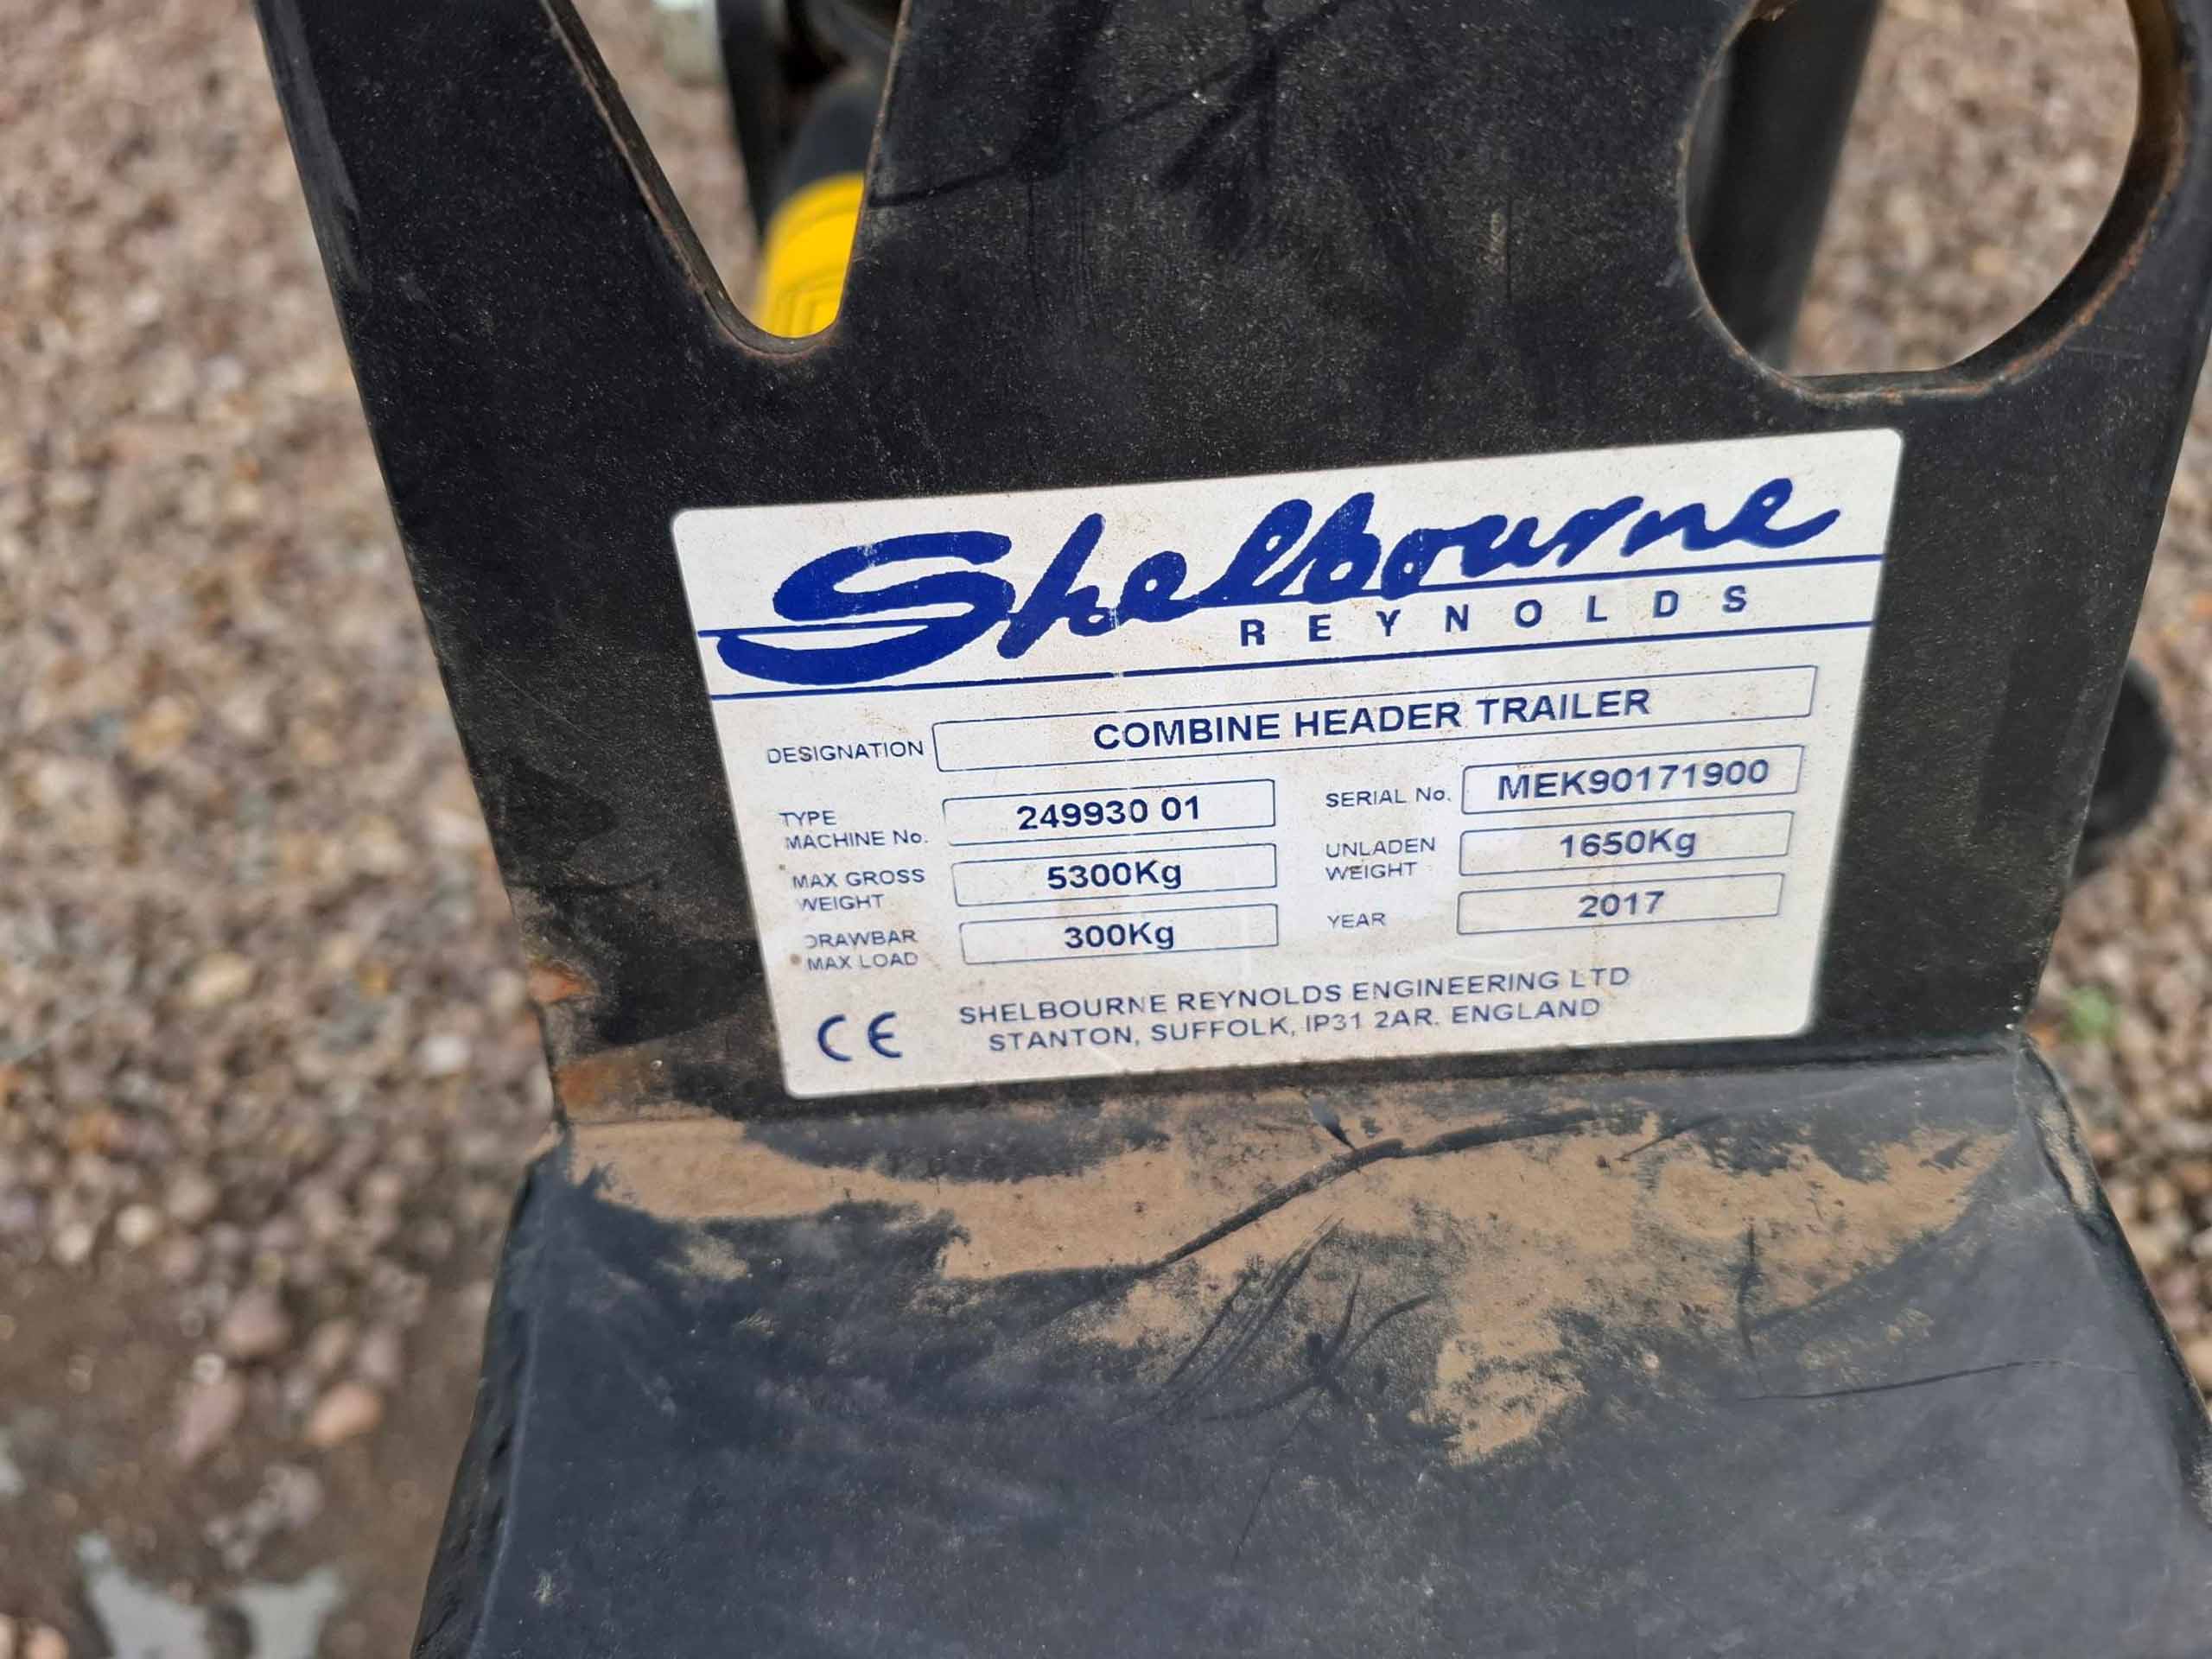 Shelbourne
REYNOLDS
DESIGNATION COMBINE HEADER TRAILER
TYPE
MACHINE No. 249930 01
SERIAL No. MEK90171900
MAX GROSS
WEIGHT 5300Kg
UNLADEN
WEIGHT 1650Kg
DRAWBAR
MAX LOAD 300Kg
YEAR 2017
CE
SHELBOURNE REYNOLDS ENGINEERING LTD
STANTON, SUFFOLK, IP31 2AR. ENGLAND